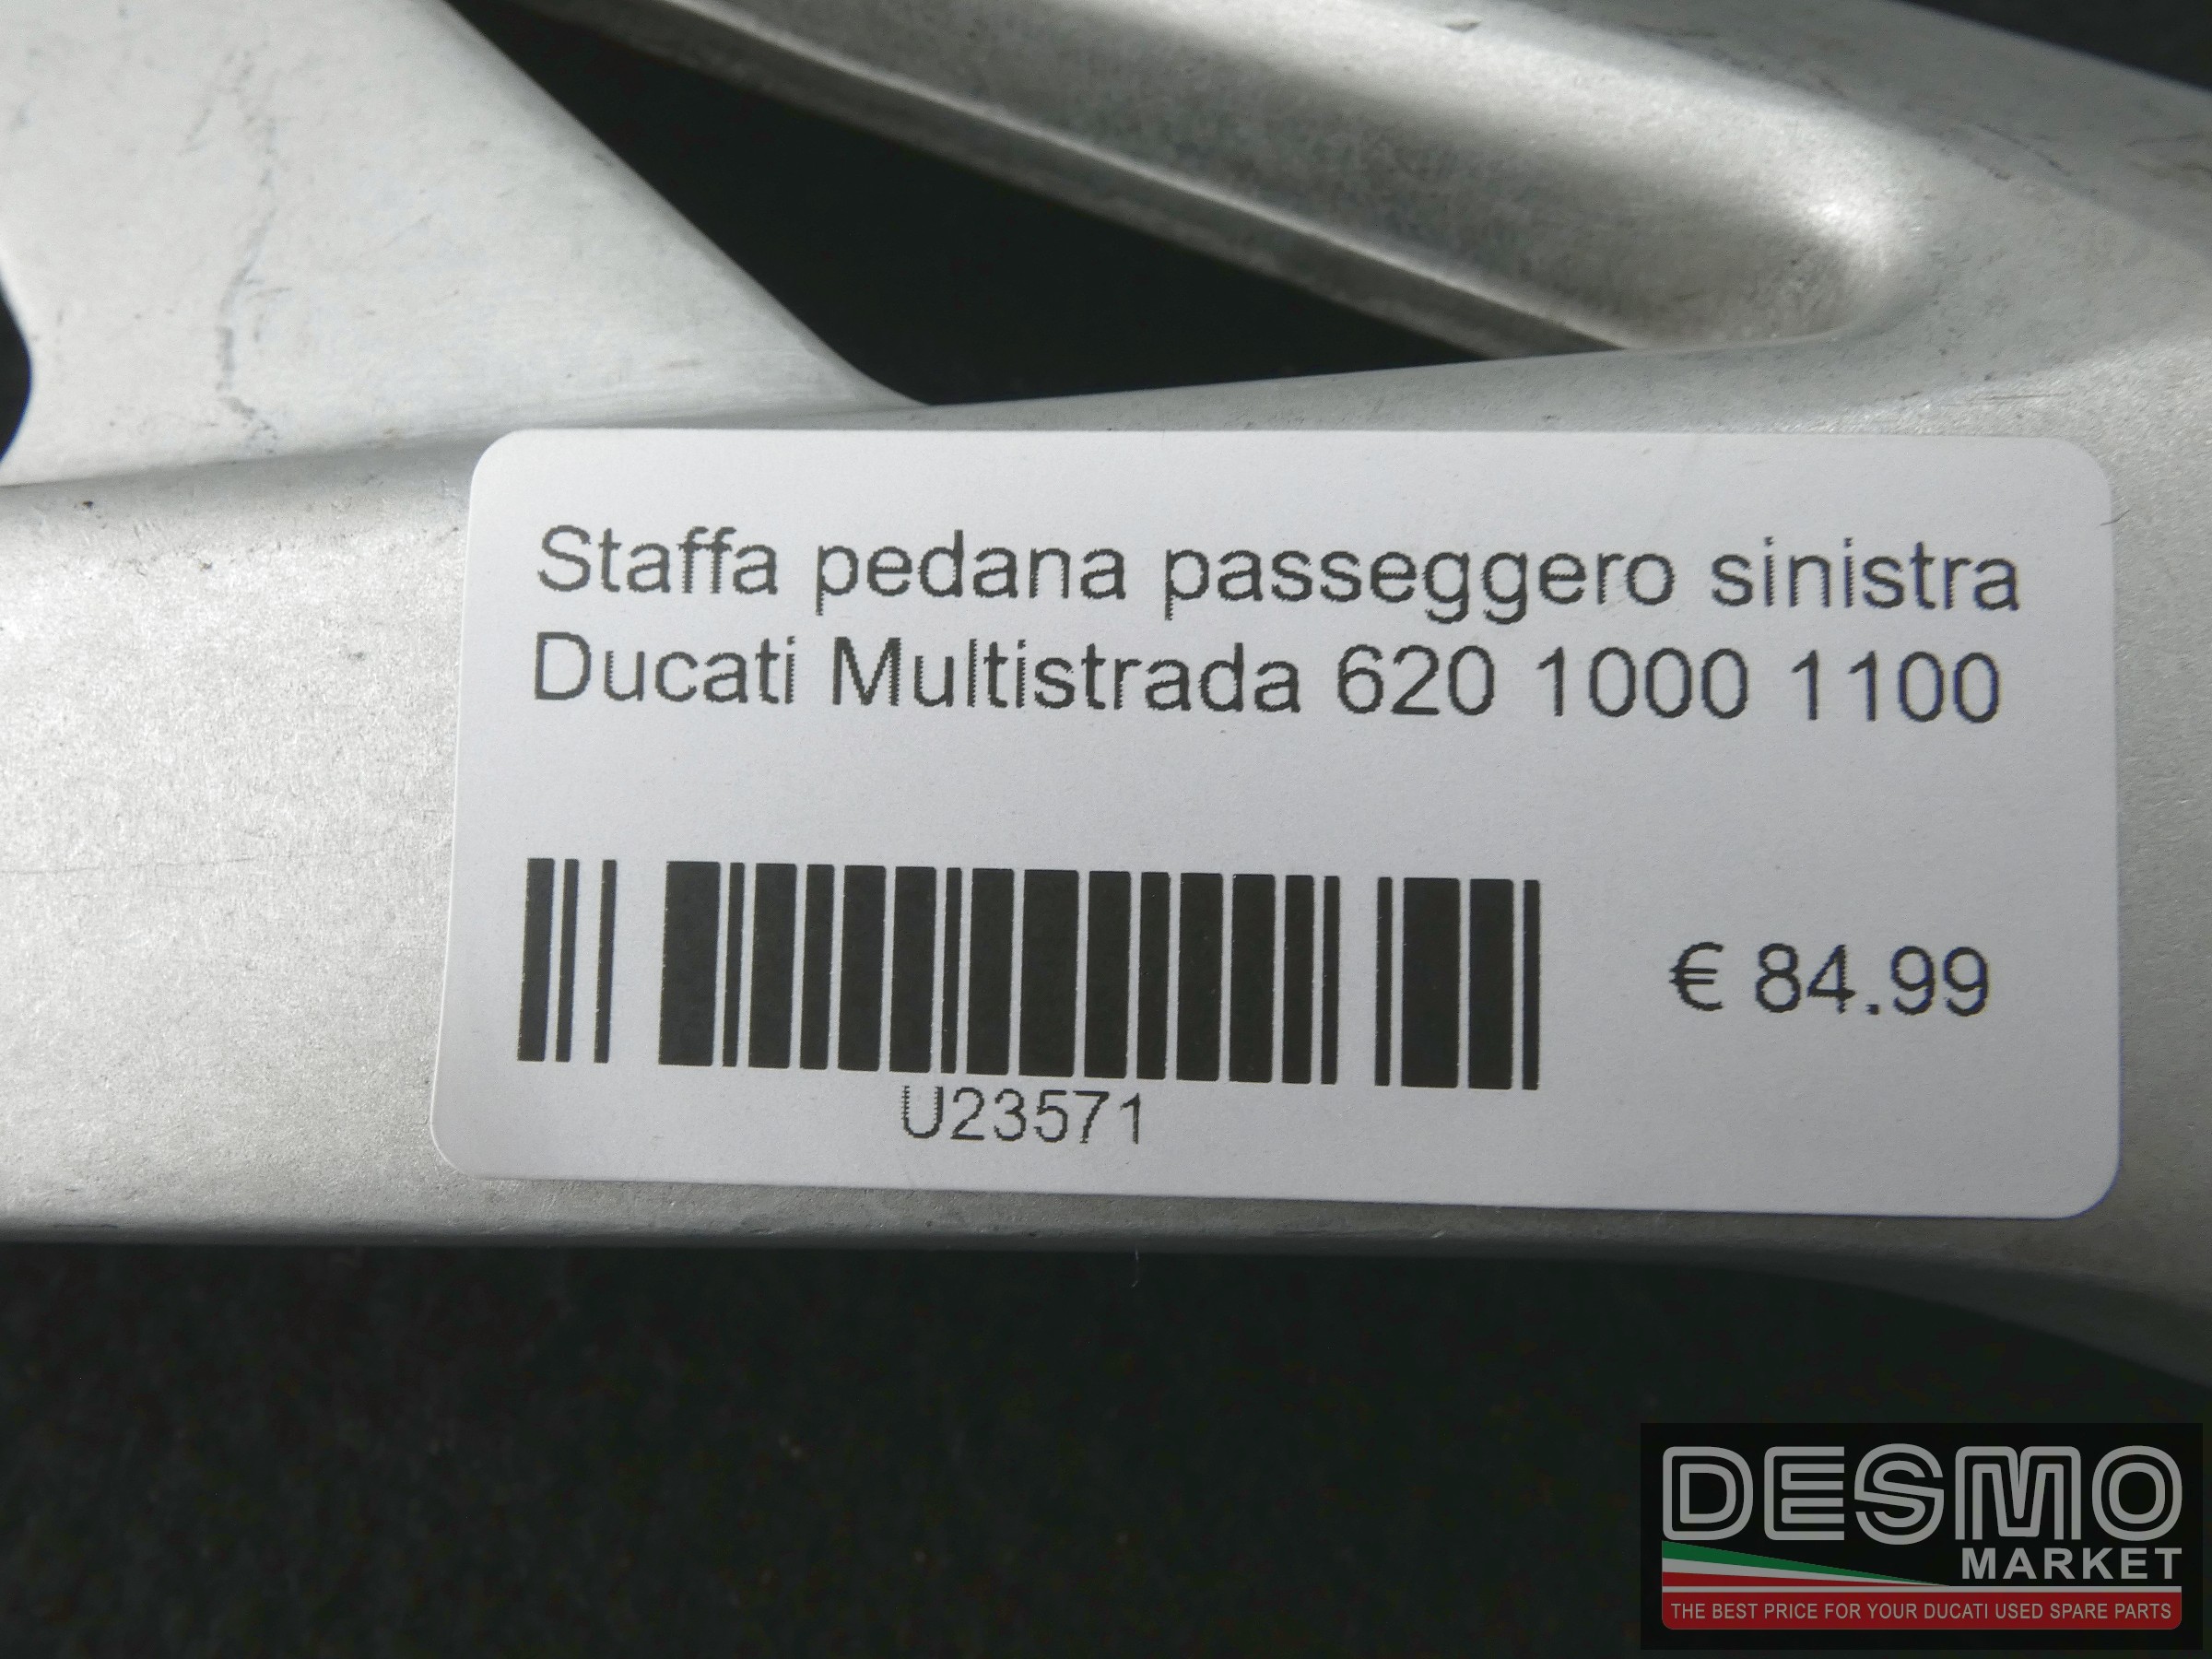 Staffa pedana passeggero sinistra
Ducati Multistrada 620 1000 1100
€ 84.99
U23571
DESMO
MARKET
THE BEST PRICE FOR YOUR DUCATI USED SPARE PARTS